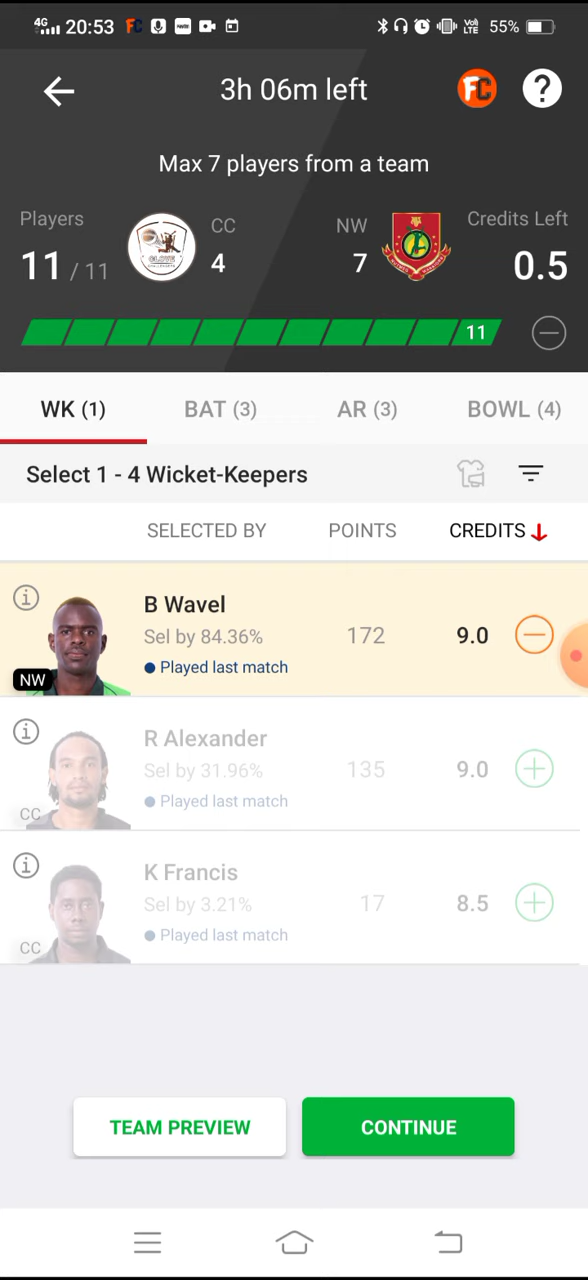 4G 20:53 FC VoLTE 55%
3h 06m left FC ?
Max 7 players from a team
Players CC NW Credits Left
11 / 11 4 7 0.5
11
WK (1) BAT (3) AR (3) BOWL (4)
Select 1 - 4 Wicket-Keepers
SELECTED BY POINTS CREDITS
B Wavel
Sel by 84.36% 172 9.0
Played last match
NW
R Alexander
Sel by 31.96% 135 9.0
Played last match
CC
K Francis
Sel by 3.21% 17 8.5
Played last match
CC
TEAM PREVIEW CONTINUE